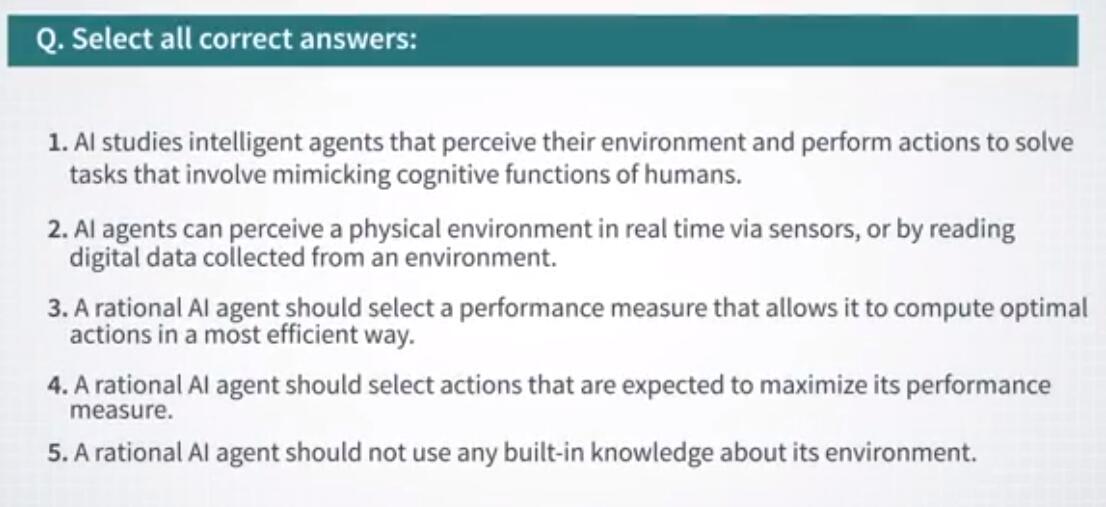 Q. Select all correct answers:
1. AI studies intelligent agents that perceive their environment and perform actions to solve
tasks that involve mimicking cognitive functions of humans.
2. AI agents can perceive a physical environment in real time via sensors, or by reading
digital data collected from an environment.
3. A rational AI agent should select a performance measure that allows it to compute optimal
actions in a most efficient way.
4. A rational AI agent should select actions that are expected to maximize its performance
measure.
5. A rational AI agent should not use any built-in knowledge about its environment.